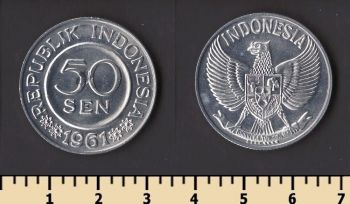 REPUBLIK INDONESIA
50
SEN
1961
INDONESIA
1 2 3 4 5 6 7